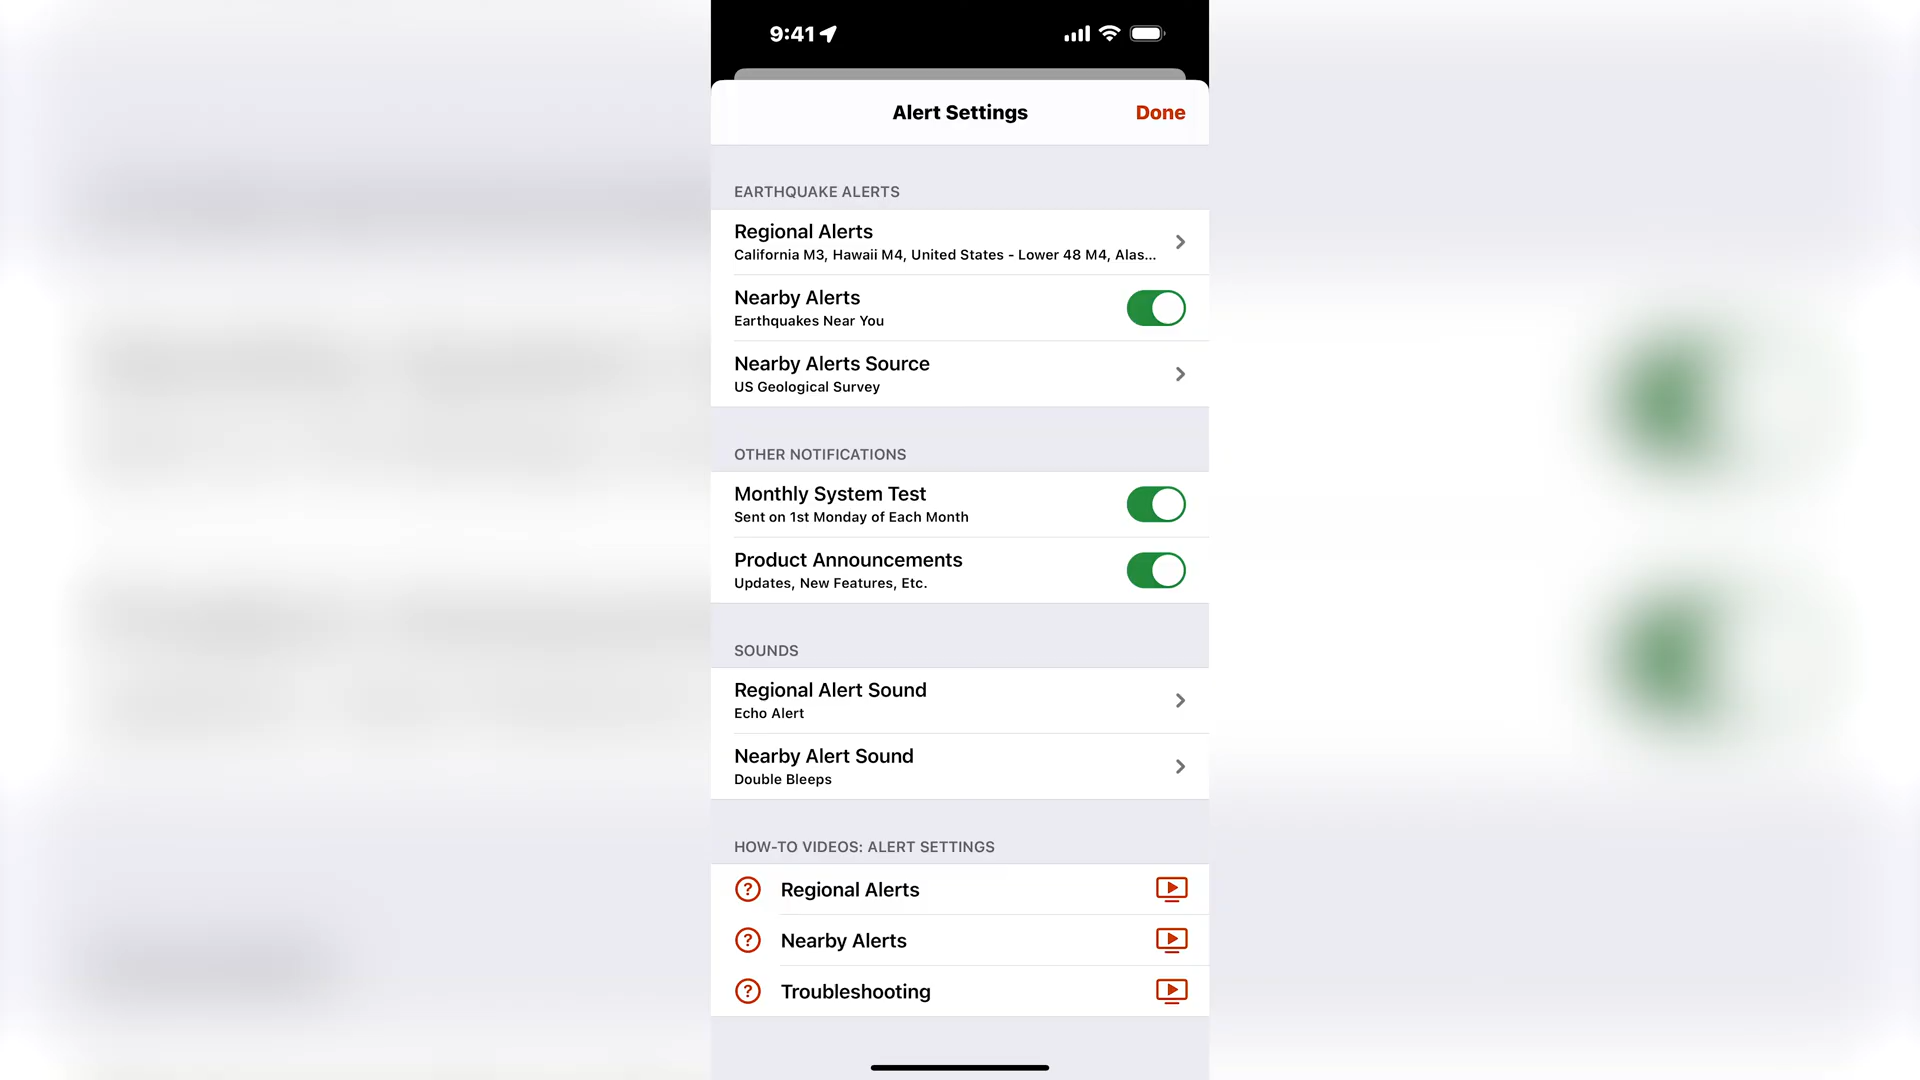 9:41
Alert Settings
Done
EARTHQUAKE ALERTS
Regional Alerts
California M3, Hawaii M4, United States - Lower 48 M4, Alas...
Nearby Alerts
Earthquakes Near You
Nearby Alerts Source
US Geological Survey
OTHER NOTIFICATIONS
Monthly System Test
Sent on 1st Monday of Each Month
Product Announcements
Updates, New Features, Etc.
SOUNDS
Regional Alert Sound
Echo Alert
Nearby Alert Sound
Double Bleeps
HOW-TO VIDEOS: ALERT SETTINGS
? Regional Alerts
? Nearby Alerts
? Troubleshooting